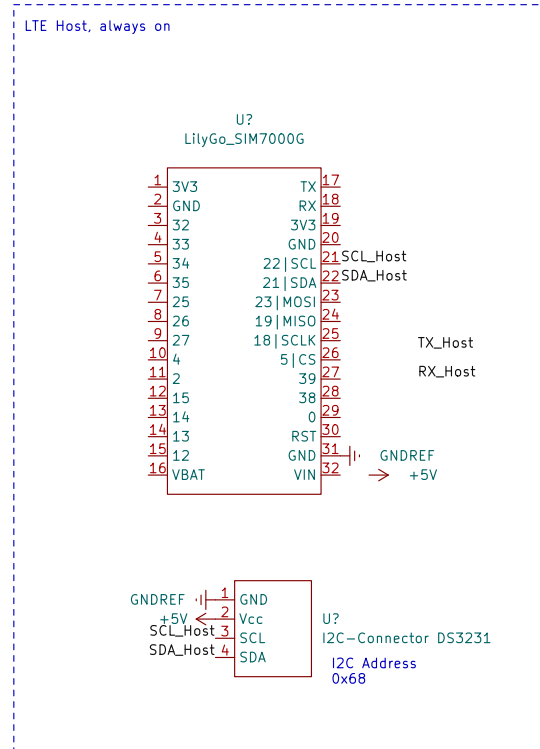 LTE Host, always on
U?
LilyGo_SIM7000G
1 3V3 TX 17
2 GND RX 18
3 32 3V3 19
4 33 GND 20
5 34 22|SCL 21 SCL_Host
6 35 21|SDA 22 SDA_Host
7 25 23|MOSI 23
8 26 19|MISO 24
9 27 18|SCLK 25
TX_Host
10 4 5|CS 26
11 2 39 27
RX_Host
12 15 38 28
13 14 0 29
14 13 RST 30
15 12 GND 31 GNDREF
16 VBAT VIN 32 +5V
GNDREF 1 GND
+5V 2 Vcc
U?
SCL_Host 3 SCL
I2C-Connector DS3231
SDA_Host 4 SDA
I2C Address
0x68